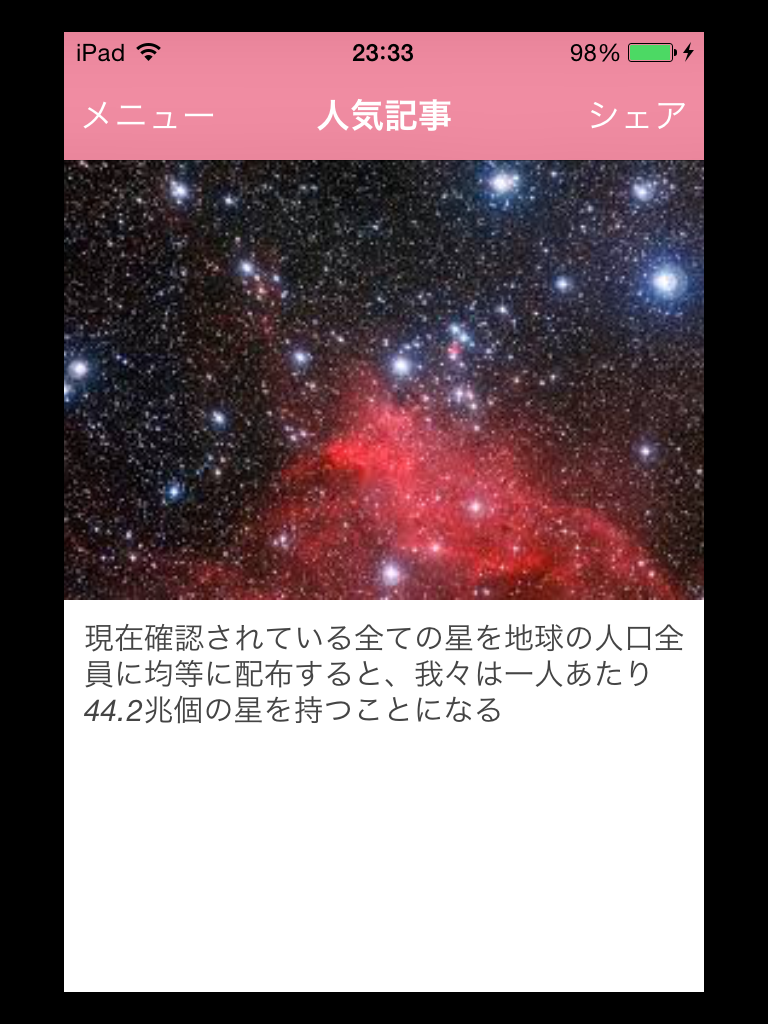 iPad 23:33 98%
メニュー 人気記事 シェア
現在確認されている全ての星を地球の人口全
員に均等に配布すると、我々は一人あたり
44.2兆個の星を持つことになる